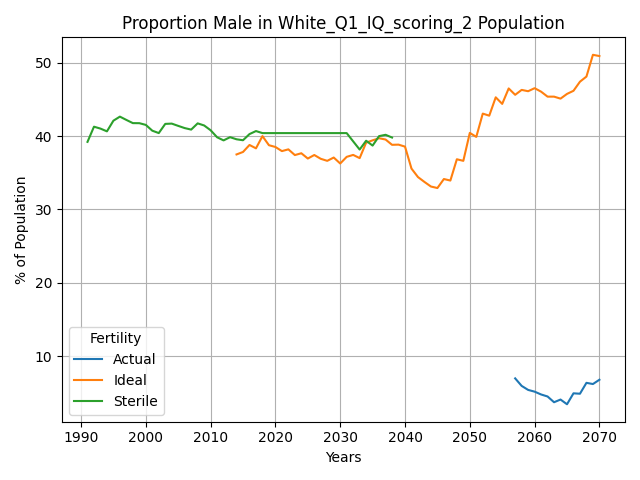 Proportion Male in White_Q1_IQ_scoring_2 Population
% of Population
50
40
30
20
10
Fertility
Actual
Ideal
Sterile
1990 2000 2010 2020 2030 2040 2050 2060 2070
Years